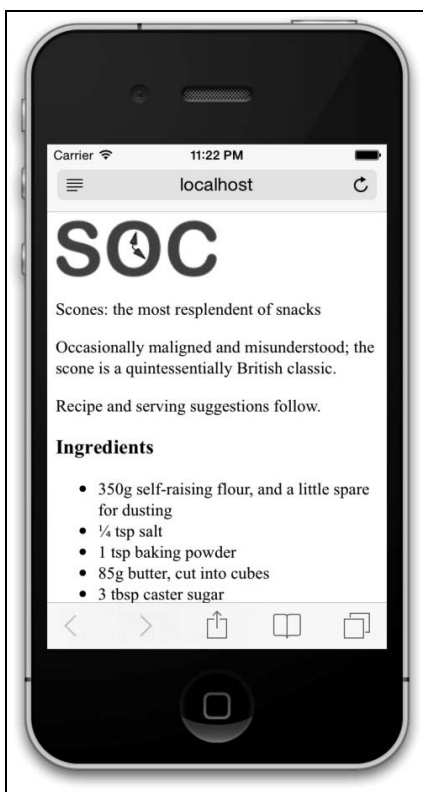 Carrier 11:22 PM
localhost
SOC
Scones: the most resplendent of snacks
Occasionally maligned and misunderstood; the
scone is a quintessentially British classic.
Recipe and serving suggestions follow.
Ingredients
• 350g self-raising flour, and a little spare
for dusting
• ¼ tsp salt
• 1 tsp baking powder
• 85g butter, cut into cubes
• 3 tbsp caster sugar